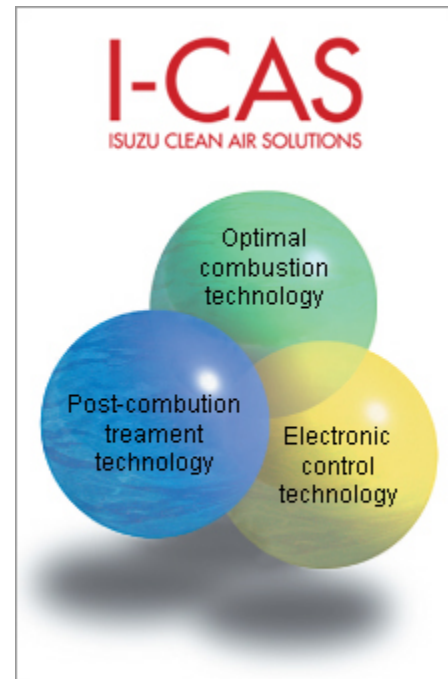 I-CAS
ISUZU CLEAN AIR SOLUTIONS
Optimal
combustion
technology
Post-combution
treament
technology
Electronic
control
technology